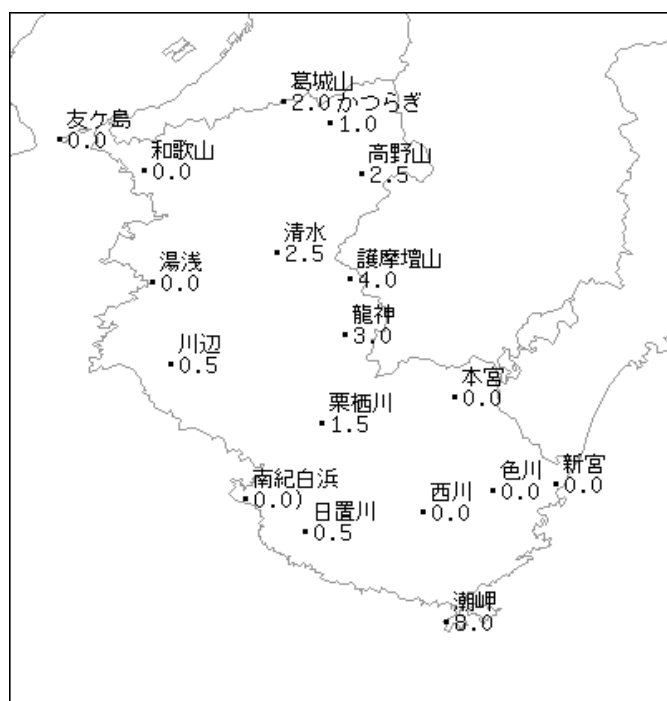 葛城山
2.0
かつらぎ
1.0
友ケ島
0.0
和歌山
0.0
高野山
2.5
清水
2.5
護摩壇山
4.0
湯浅
0.0
龍神
3.0
川辺
0.5
本宮
0.0
栗栖川
1.5
南紀白浜
0.0)
日置川
0.5
西川
0.0
色川
0.0
新宮
0.0
潮岬
8.0